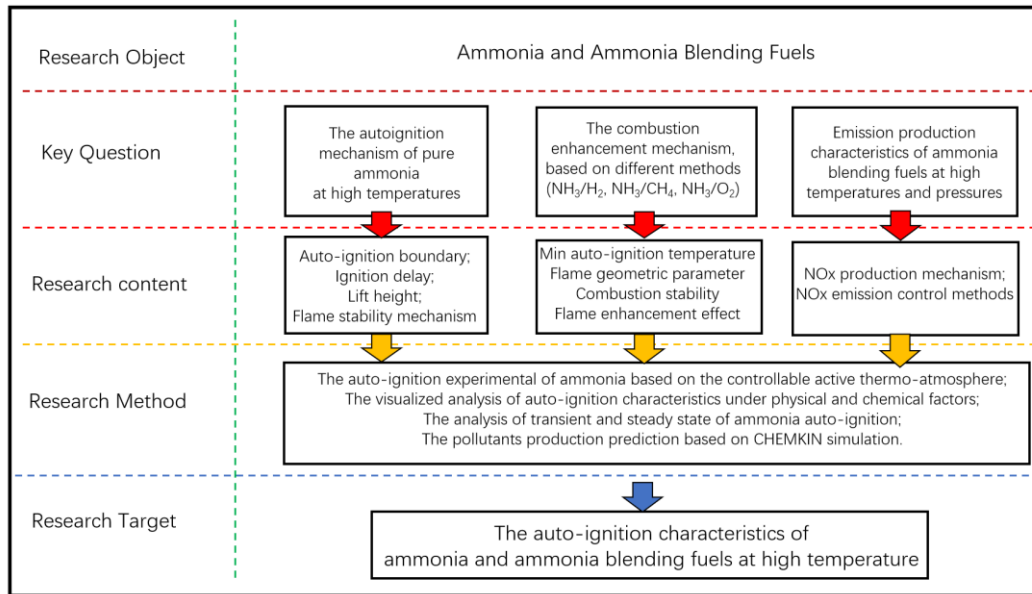 Research Object
Ammonia and Ammonia Blending Fuels
Key Question
The autoignition
mechanism of pure
ammonia
at high temperatures
The combustion
enhancement mechanism,
based on different methods
(NH₃/H₂, NH₃/CH₄, NH₃/O₂)
Emission production
characteristics of ammonia
blending fuels at high
temperatures and pressures
Research content
Auto-ignition boundary;
Ignition delay;
Lift height;
Flame stability mechanism
Min auto-ignition temperature
Flame geometric parameter
Combustion stability
Flame enhancement effect
NOx production mechanism;
NOx emission control methods
Research Method
The auto-ignition experimental of ammonia based on the controllable active thermo-atmosphere;
The visualized analysis of auto-ignition characteristics under physical and chemical factors;
The analysis of transient and steady state of ammonia auto-ignition;
The pollutants production prediction based on CHEMKIN simulation.
Research Target
The auto-ignition characteristics of
ammonia and ammonia blending fuels at high temperature